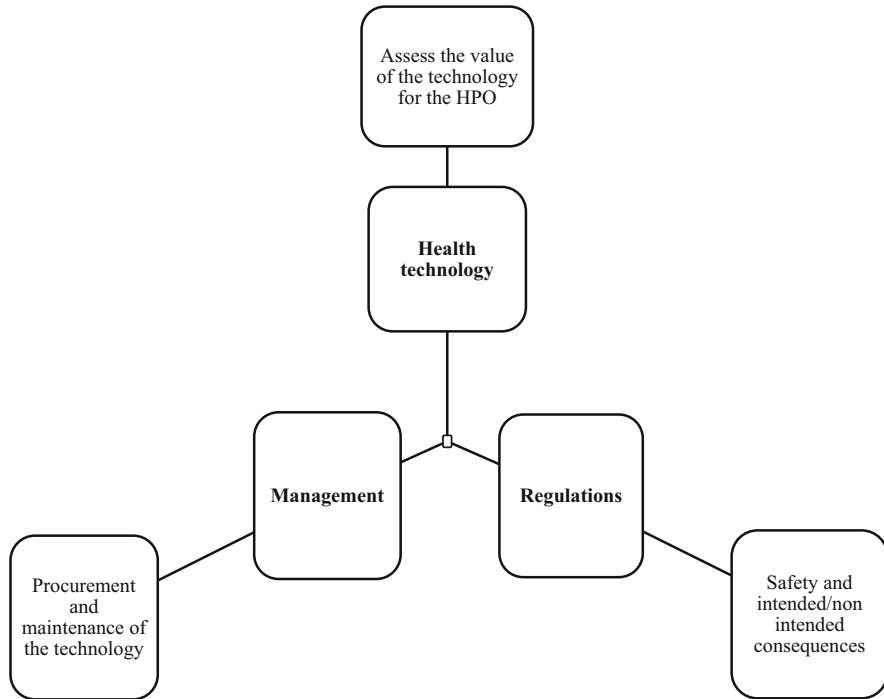 Assess the value
of the technology
for the HPO
Health
technology
Management
Regulations
Procurement
and
maintenance of
the technology
Safety and
intended/non
intended
consequences